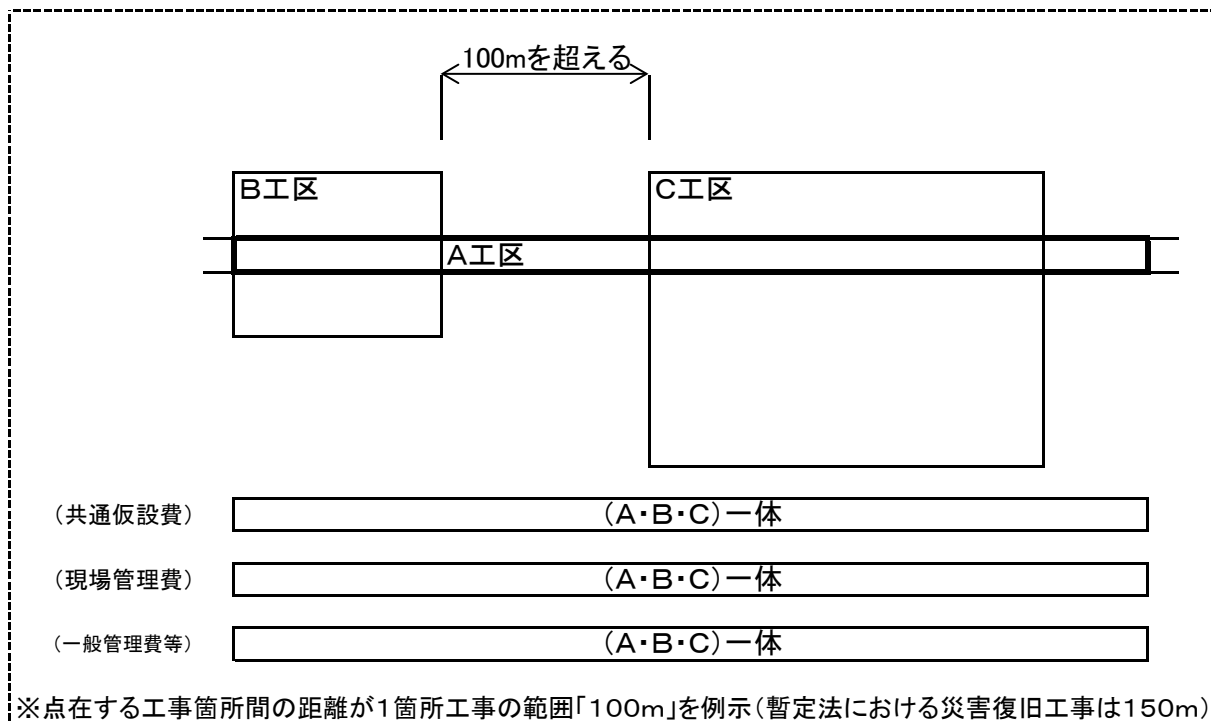 100mを超える
B工区
C工区
A工区
(共通仮設費)
(A・B・C)一体
(現場管理費)
(A・B・C)一体
(一般管理費等)
(A・B・C)一体
※点在する工事箇所間の距離が1箇所工事の範囲「100m」を例示(暫定法における災害復旧工事は150m)